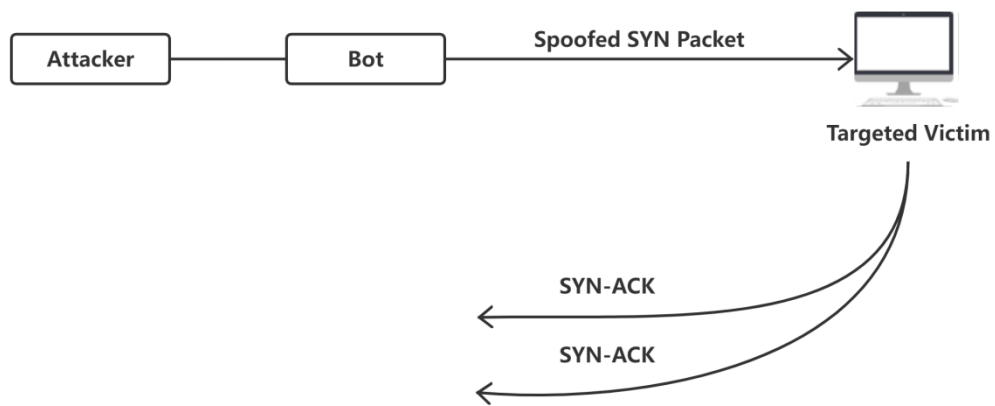 Attacker
Bot
Spoofed SYN Packet
Targeted Victim
SYN-ACK
SYN-ACK